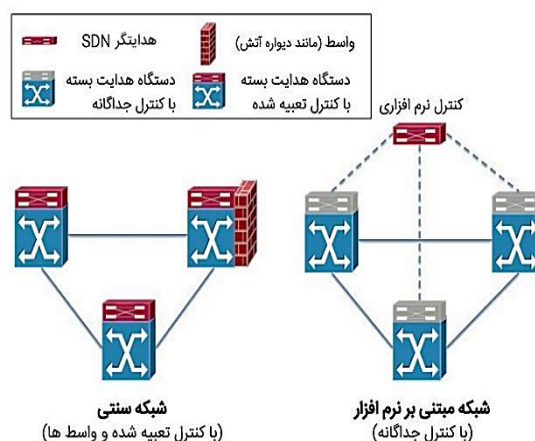 واسط (مانند دیواره آتش)
هدایتگر SDN
دستگاه هدایت بسته
با کنترل تعبیه شده
دستگاه هدایت بسته
با کنترل جداگانه
کنترل نرم افزاری
شبکه مبتنی بر نرم افزار
(با کنترل جداگانه)
شبکه سنتی
(با کنترل تعبیه شده و واسط ها)